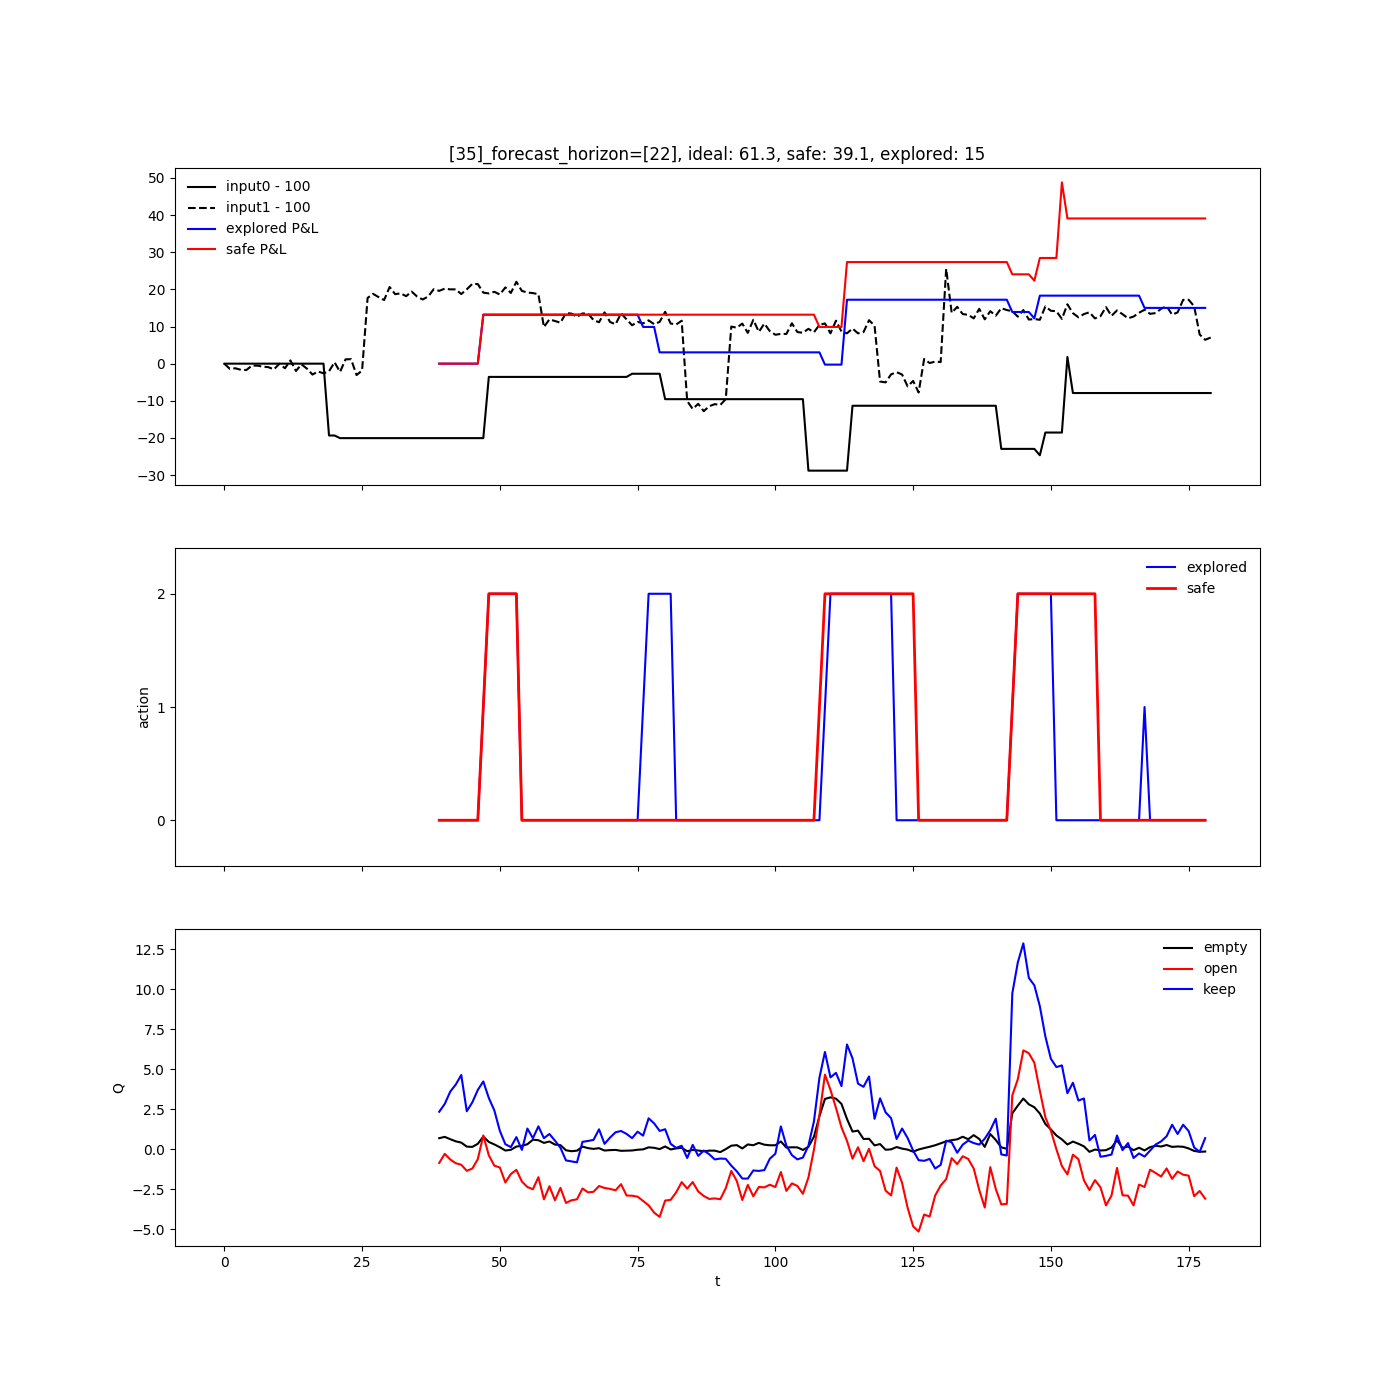 [35]_forecast_horizon=[22], ideal: 61.3, safe: 39.1, explored: 15
50
40
30
20
10
0
−10
−20
−30
input0 - 100
input1 - 100
explored P&L
safe P&L
2
1
0
action
explored
safe
12.5
10.0
7.5
5.0
2.5
0.0
−2.5
−5.0
Q
empty
open
keep
0 25 50 75 100 125 150 175
t